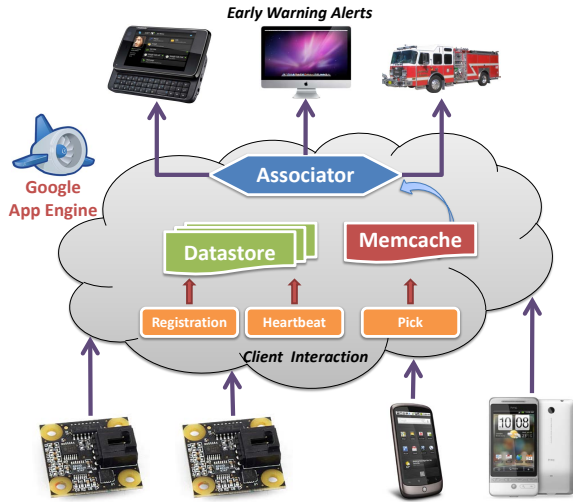 Early Warning Alerts
Google
App Engine
Associator
Datastore
Memcache
Registration
Heartbeat
Pick
Client Interaction